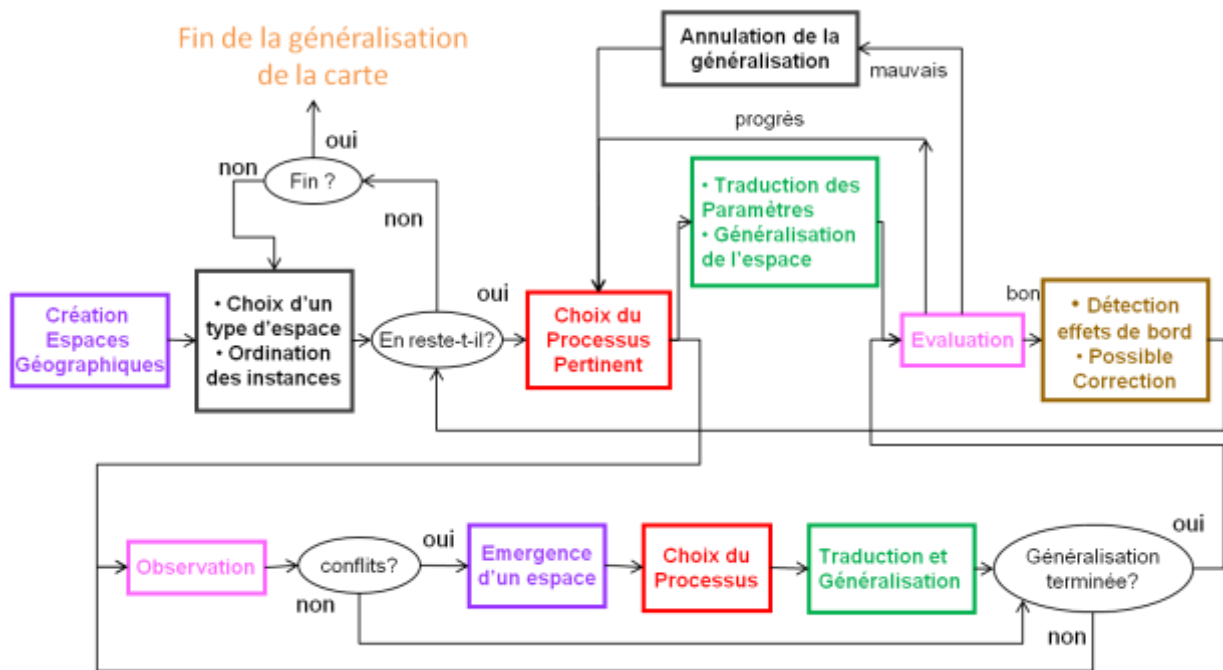 Fin de la généralisation
de la carte
Annulation de la
généralisation
mauvais
progrès
oui
non
Fin ?
non
• Traduction des
Paramètres
• Généralisation
de l'espace
Création
Espaces
Géographiques
• Choix d'un
type d'espace
• Ordination
des instances
En reste-t-il?
oui
Choix du
Processus
Pertinent
Evaluation
bon
• Détection
effets de bord
• Possible
Correction
Observation
conflits?
oui
non
Emergence
d'un espace
Choix du
Processus
Traduction et
Généralisation
Généralisation
terminée?
oui
non